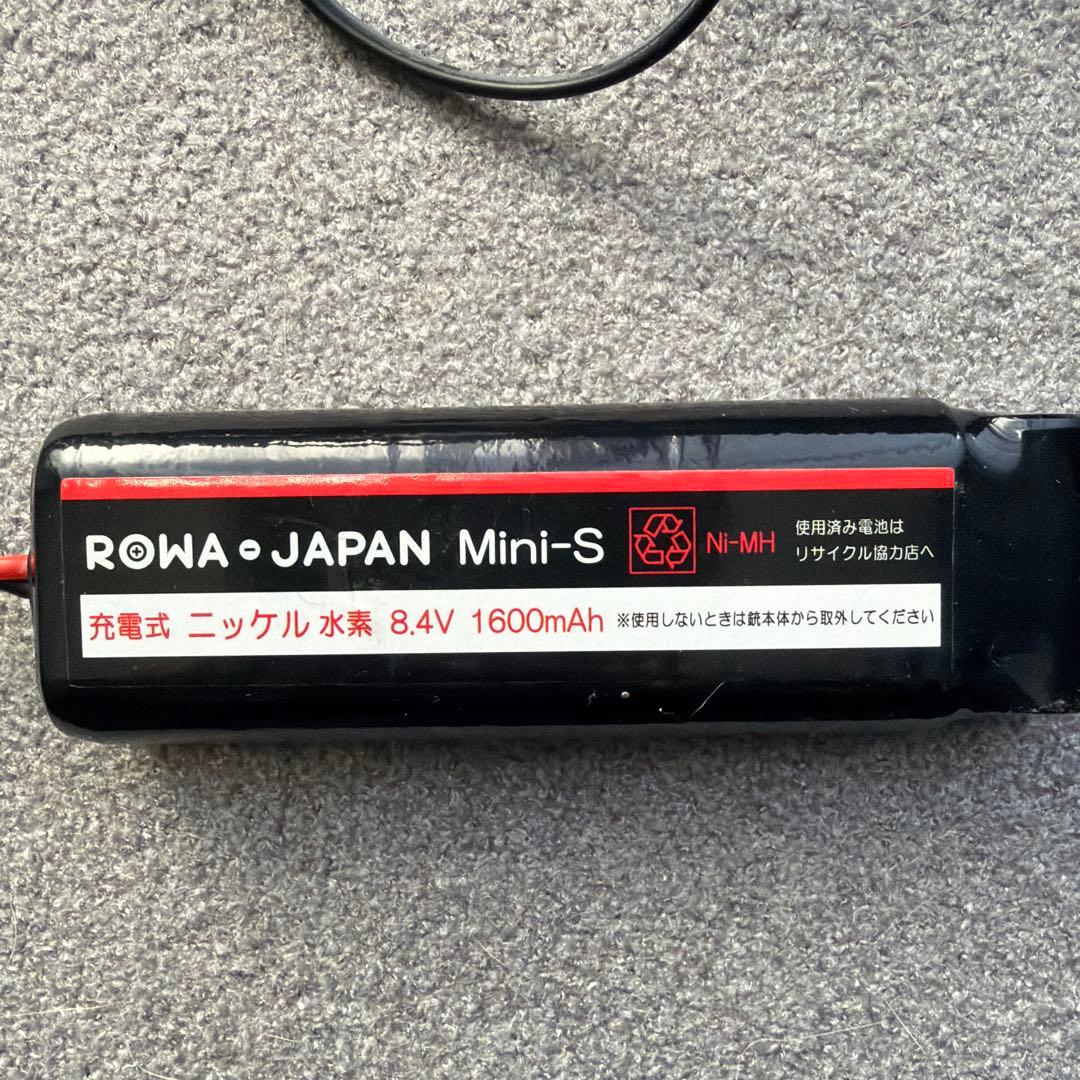 ROWA・JAPAN Mini-S Ni-MH
使用済み電池は
リサイクル協力店へ
充電式 ニッケル水素 8.4V 1600mAh ※使用しないときは銃本体から取外してください